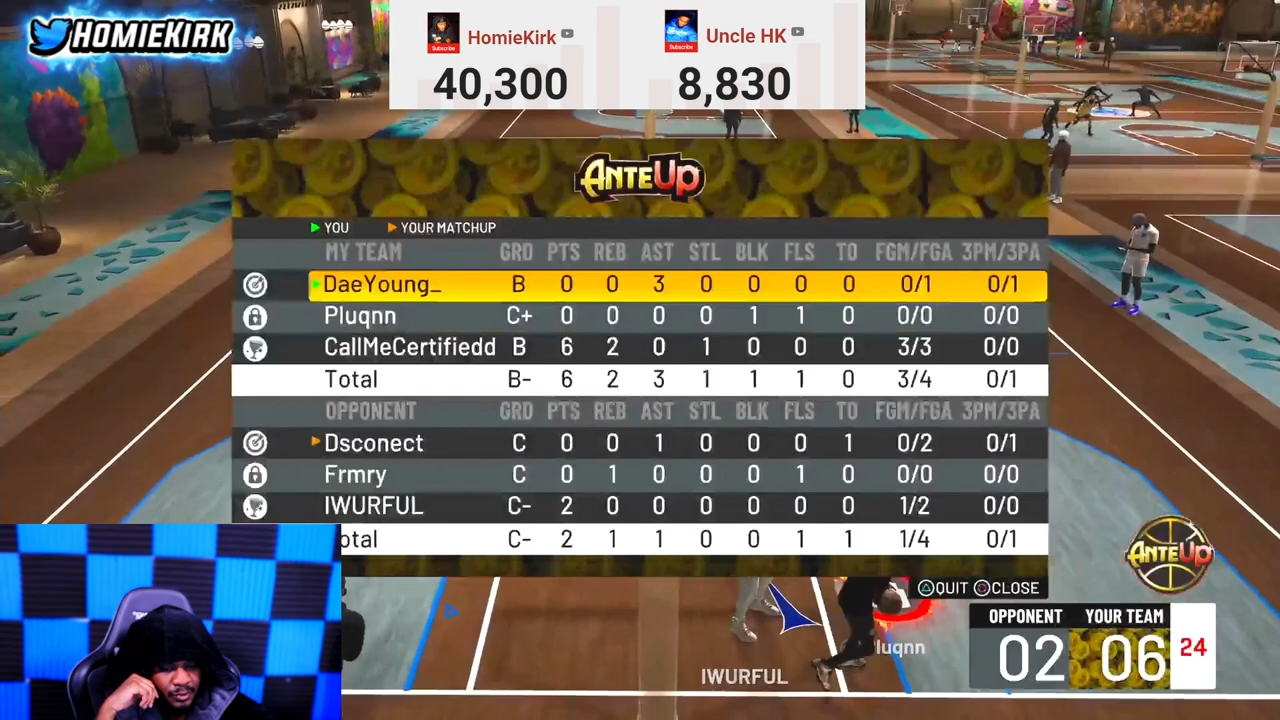 HOMIEKIRK
Subscribe
HomieKirk
40,300
Subscribe
Uncle HK
8,830
ANTEUP
YOU YOUR MATCHUP
MY TEAM GRD PTS REB AST STL BLK FLS TO FGM/FGA 3PM/3PA
DaeYoung_ B 0 0 3 0 0 0 0 0/1 0/1
Pluqnn C+ 0 0 0 0 1 1 0 0/0 0/0
CallMeCertifiedd B 6 2 0 1 0 0 0 3/3 0/0
Total B- 6 2 3 1 1 1 0 3/4 0/1
OPPONENT GRD PTS REB AST STL BLK FLS TO FGM/FGA 3PM/3PA
Dsconect C 0 0 1 0 0 0 1 0/2 0/1
Frmry C 0 1 0 0 0 1 0 0/0 0/0
IWURFUL C- 2 0 0 0 0 0 0 1/2 0/0
otal C- 2 1 1 0 0 1 1 1/4 0/1
QUIT CLOSE
ANTEUP
OPPONENT YOUR TEAM
02 06 24
luqnn
IWURFUL